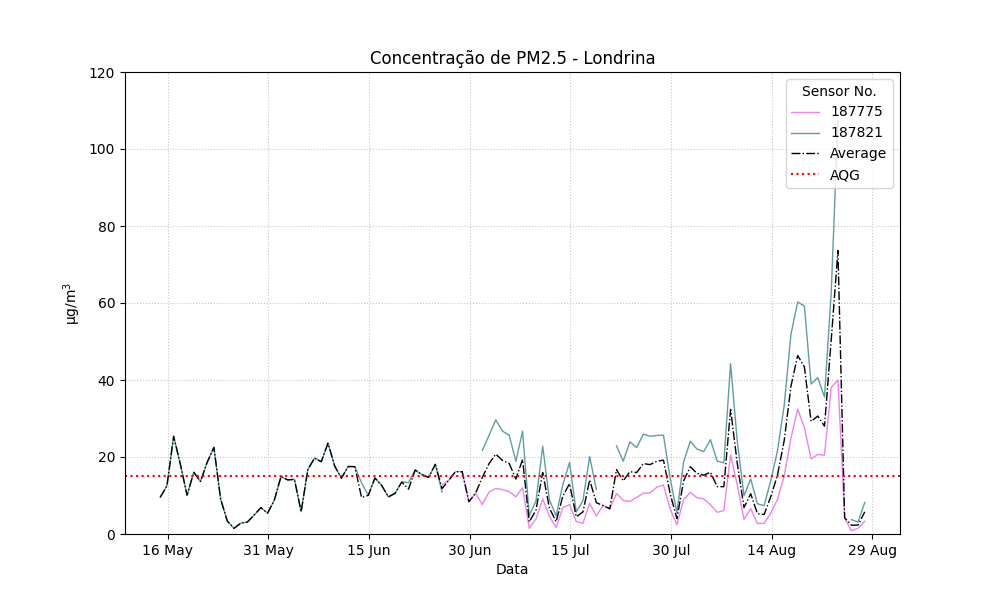 Concentração de PM2.5 - Londrina
120
100
80
60
40
20
0
µg/m³
Sensor No.
187775
187821
Average
AQG
16 May
31 May
15 Jun
30 Jun
15 Jul
30 Jul
14 Aug
29 Aug
Data